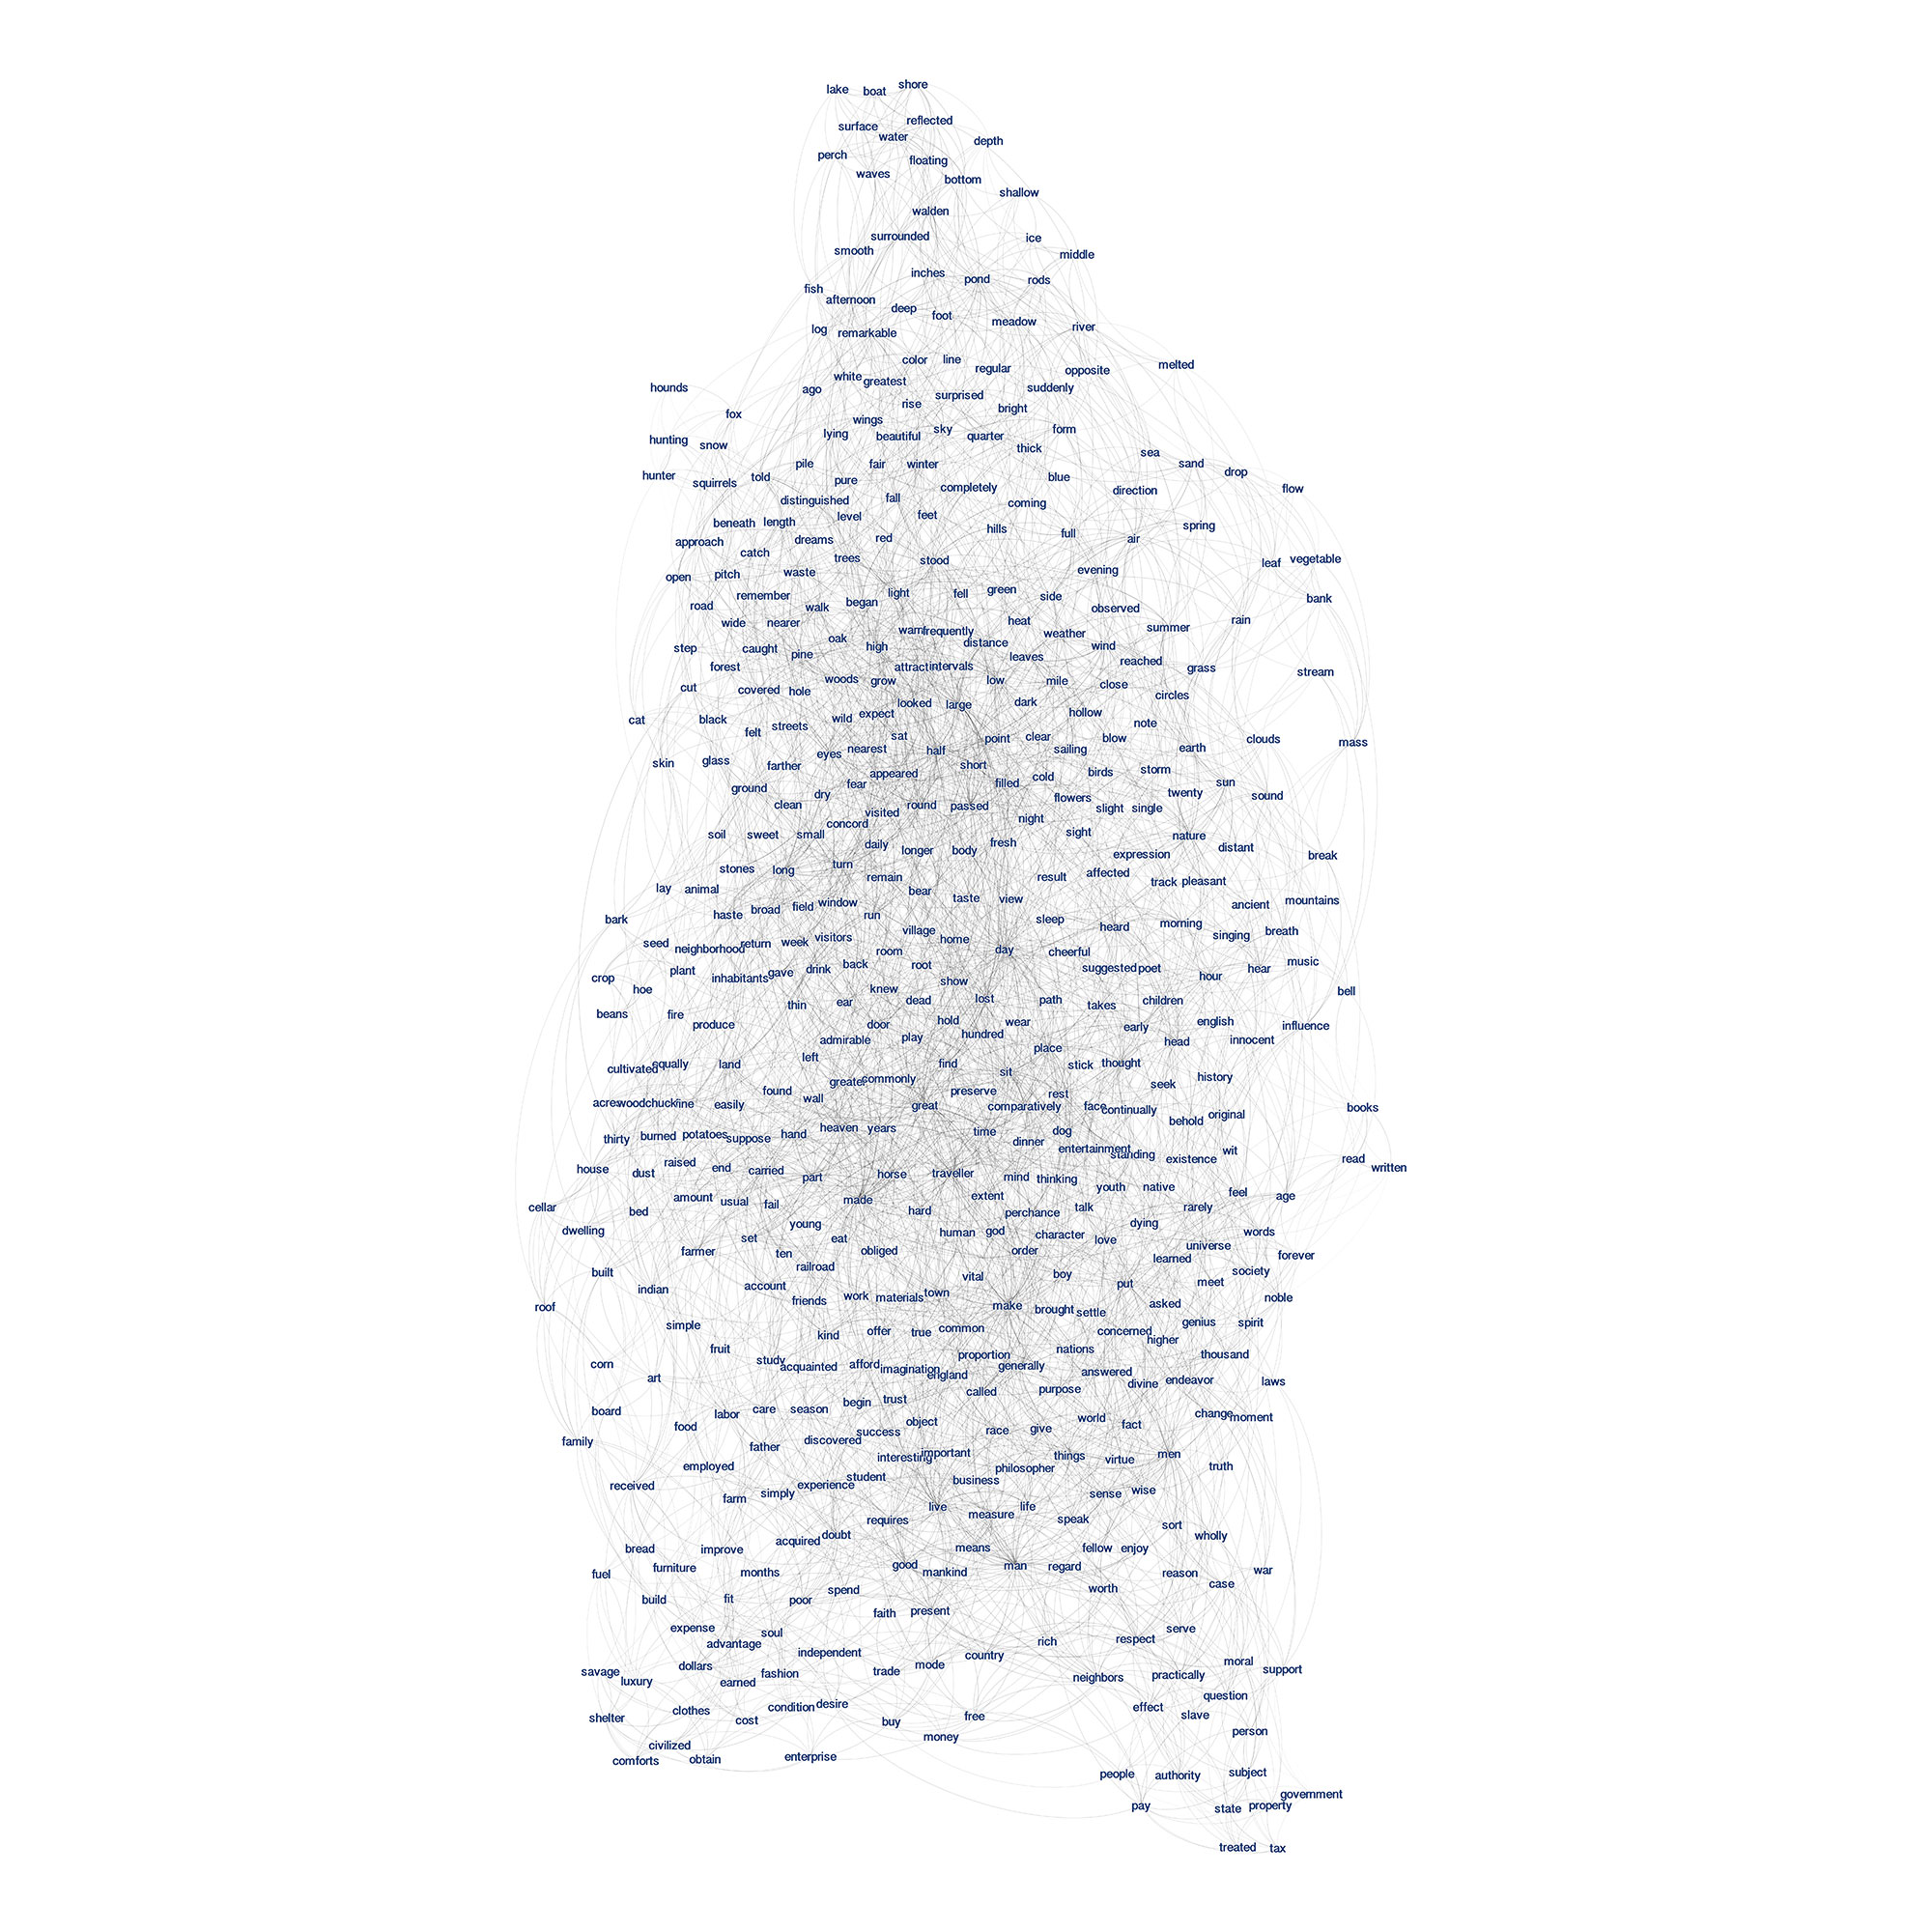 shore
lake
boat
reflected
surface
water
depth
perch
floating
waves
bottom
shallow
walden
surrounded
ice
smooth
middle
inches
pond
rods
fish
afternoon
deep
foot
meadow
river
log
remarkable
color
line
regular
melted
opposite
white
greatest
hounds
ago
suddenly
surprised
rise
bright
fox
wings
sky
form
lying
beautiful
quarter
hunting
snow
thick
sea
pile
fair
winter
sand
drop
hunter
squirrels
told
pure
blue
completely
flow
direction
distinguished
fall
coming
level
feet
beneath
length
hills
spring
full
approach
dreams
red
air
catch
trees
stood
leaf
vegetable
open
pitch
waste
evening
remember
light
fell
green
side
bank
road
walk
began
observed
wide
nearer
heat
rain
frequently
weather
summer
oak
high
distance
wind
step
caught
pine
leaves
reached
forest
intervals
grass
stream
woods
grow
low
mile
close
cut
covered
hole
circles
looked
large
dark
cat
black
streets
wild
expect
hollow
note
felt
sat
point
clear
blow
clouds
mass
eyes
nearest
half
sailing
earth
skin
glass
farther
short
appeared
cold
birds
storm
ground
fear
filled
sun
dry
flowers
twenty
sound
clean
visited
round
passed
slight
single
concord
night
soil
sweet
small
sight
nature
daily
longer
body
fresh
expression
distant
break
stones
long
turn
remain
result
affected
track
pleasant
lay
animal
bear
taste
view
mountains
haste
broad
field
window
run
ancient
bark
sleep
heard
morning
seed
neighborhood
return
week
visitors
village
home
singing
breath
room
day
cheerful
crop
plant
inhabitants
gave
drink
back
root
suggested
poet
hour
hear
music
hoe
knew
show
bell
beans
fire
thin
ear
dead
lost
path
takes
children
produce
door
hold
wear
early
english
influence
admirable
play
hundred
head
innocent
cultivated
equally
land
left
find
place
stick
thought
greater
commonly
sit
seek
history
found
preserve
rest
woodchuck
easily
wall
great
comparatively
face
continually
books
thirty
burned
potatoes
suppose
hand
heaven
years
time
dog
behold
original
dinner
entertainment
standing
existence
wit
read
written
house
dust
raised
end
carried
part
horse
traveller
mind
thinking
youth
native
feel
age
amount
usual
fail
made
extent
rarely
cellar
bed
young
hard
perchance
talk
dying
dwelling
set
eat
human
god
character
love
words
farmer
ten
obliged
order
learned
universe
forever
built
railroad
vital
boy
put
meet
society
indian
account
friends
work
materials
town
make
brought
settle
asked
noble
roof
simple
kind
offer
true
common
concerned
genius
spirit
fruit
higher
corn
study
acquainted
afford
imagination
proportion
generally
nations
thousand
art
england
answered
divine
endeavor
laws
board
labor
care
season
begin
trust
called
purpose
change
moment
food
object
world
fact
family
father
discovered
success
race
give
employed
interesting
important
things
virtue
men
received
experience
student
business
philosopher
truth
farm
simply
live
measure
life
sense
wise
requires
speak
sort
bread
improve
acquired
doubt
means
fellow
enjoy
wholly
fuel
furniture
months
good
mankind
man
regard
reason
war
build
fit
poor
spend
worth
case
expense
soul
faith
present
serve
advantage
independent
rich
respect
savage
luxury
dollars
fashion
trade
mode
country
neighbors
practically
moral
support
earned
clothes
condition
desire
effect
question
shelter
cost
buy
free
slave
civilized
money
person
comforts
obtain
enterprise
people
authority
subject
pay
state
property
government
treated
tax